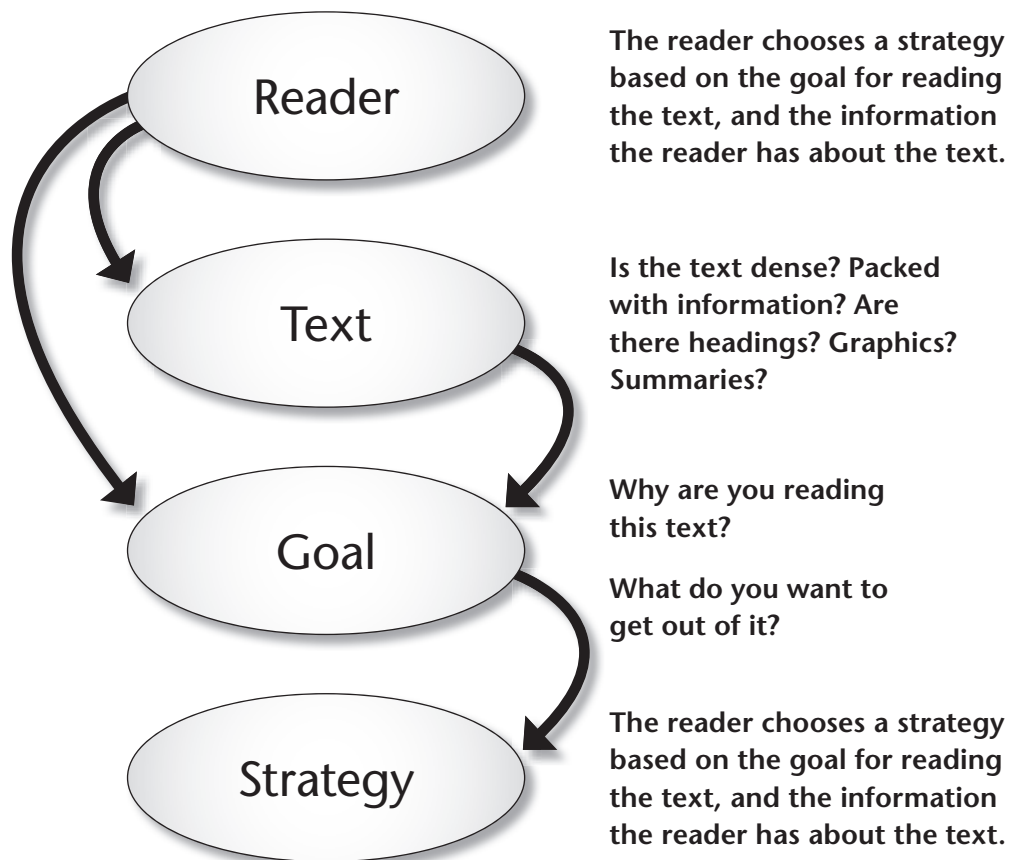 Reader
The reader chooses a strategy
based on the goal for reading
the text, and the information
the reader has about the text.
Text
Is the text dense? Packed
with information? Are
there headings? Graphics?
Summaries?
Goal
Why are you reading
this text?
What do you want to
get out of it?
Strategy
The reader chooses a strategy
based on the goal for reading
the text, and the information
the reader has about the text.